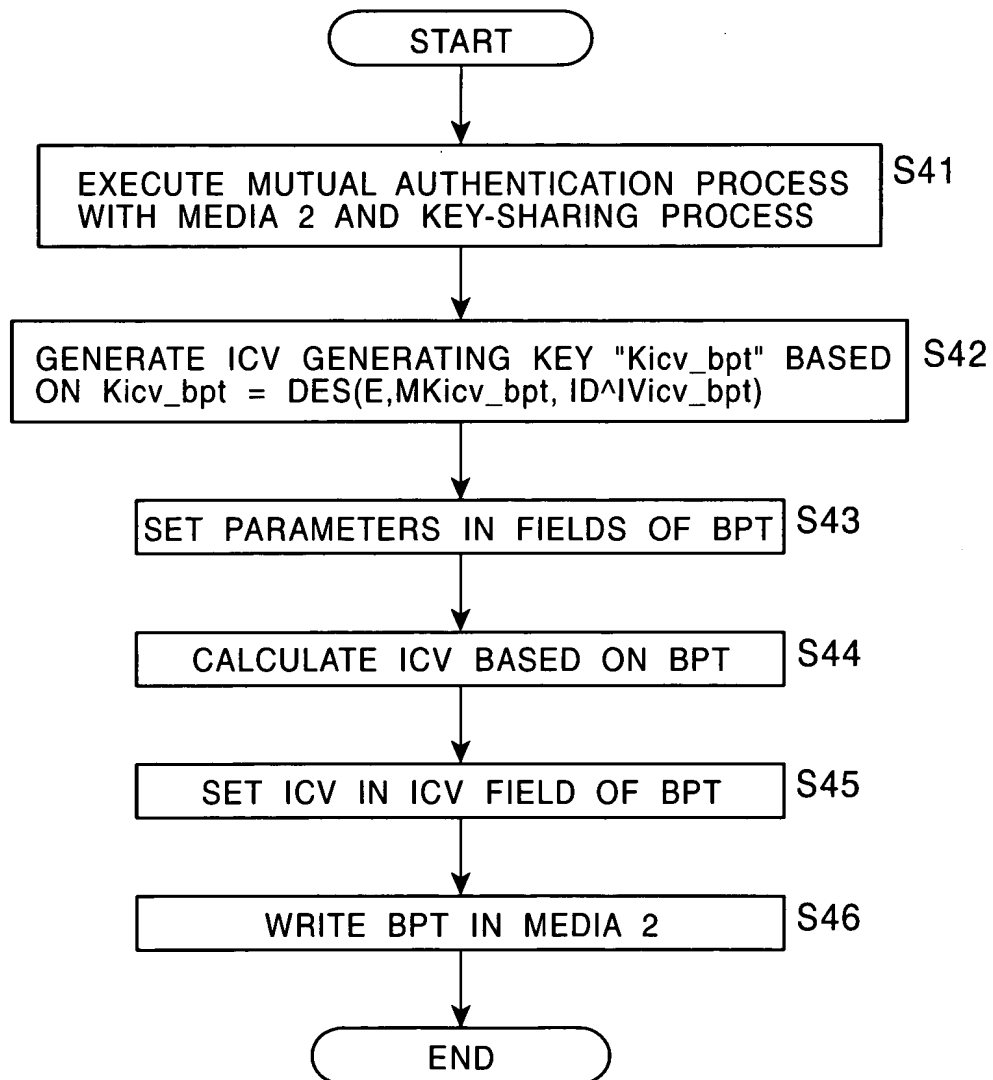 START
EXECUTE MUTUAL AUTHENTICATION PROCESS
WITH MEDIA 2 AND KEY-SHARING PROCESS
S41
GENERATE ICV GENERATING KEY "Kicv_bpt" BASED
ON Kicv_bpt = DES(E,MKicv_bpt, ID^IVicv_bpt)
S42
SET PARAMETERS IN FIELDS OF BPT
S43
CALCULATE ICV BASED ON BPT
S44
SET ICV IN ICV FIELD OF BPT
S45
WRITE BPT IN MEDIA 2
S46
END